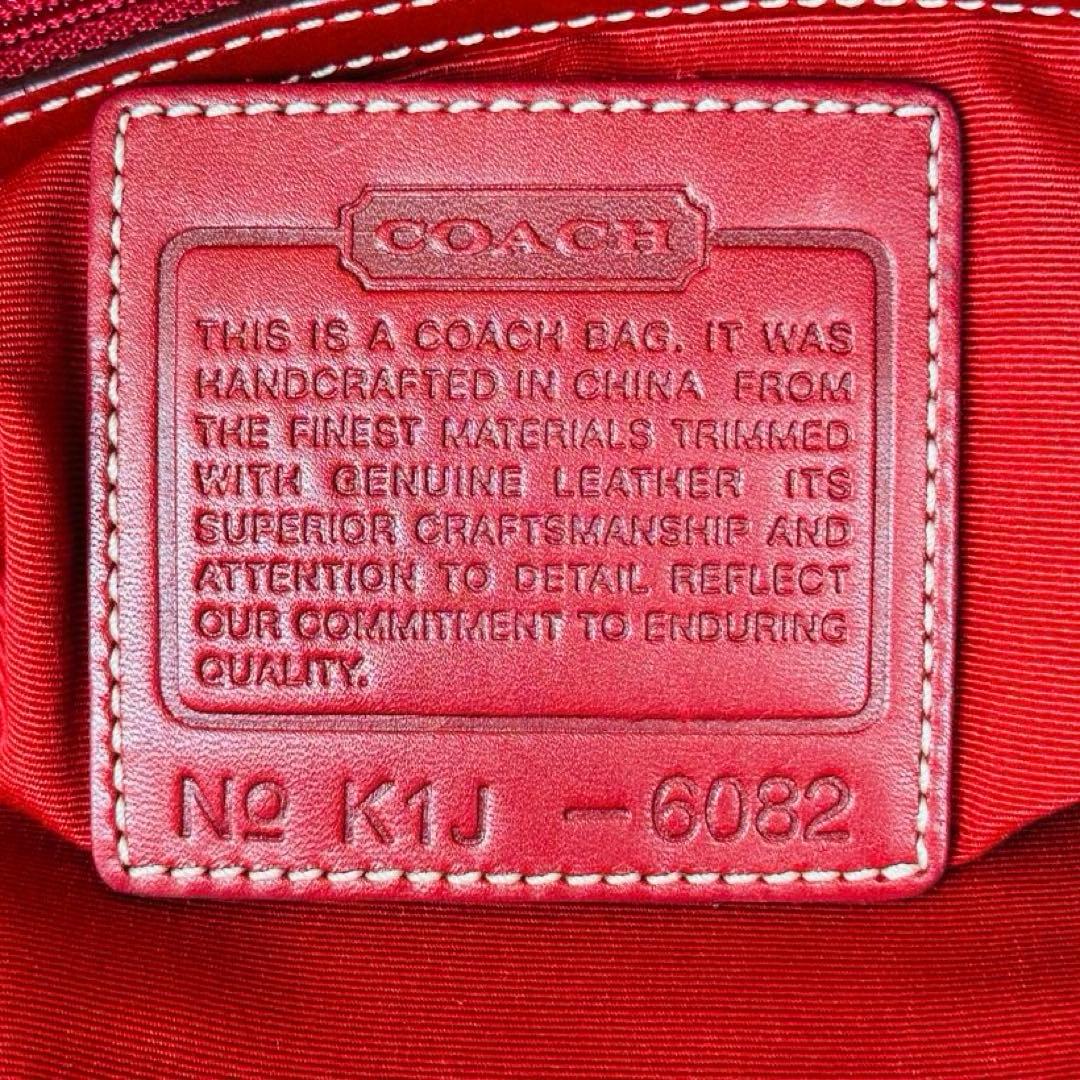 COACH
THIS IS A COACH BAG. IT WAS
HANDCRAFTED IN CHINA FROM
THE FINEST MATERIALS TRIMMED
WITH GENUINE LEATHER ITS
SUPERIOR CRAFTSMANSHIP AND
ATTENTION TO DETAIL REFLECT
OUR COMMITMENT TO ENDURING
QUALITY.
Nº K1J - 6082